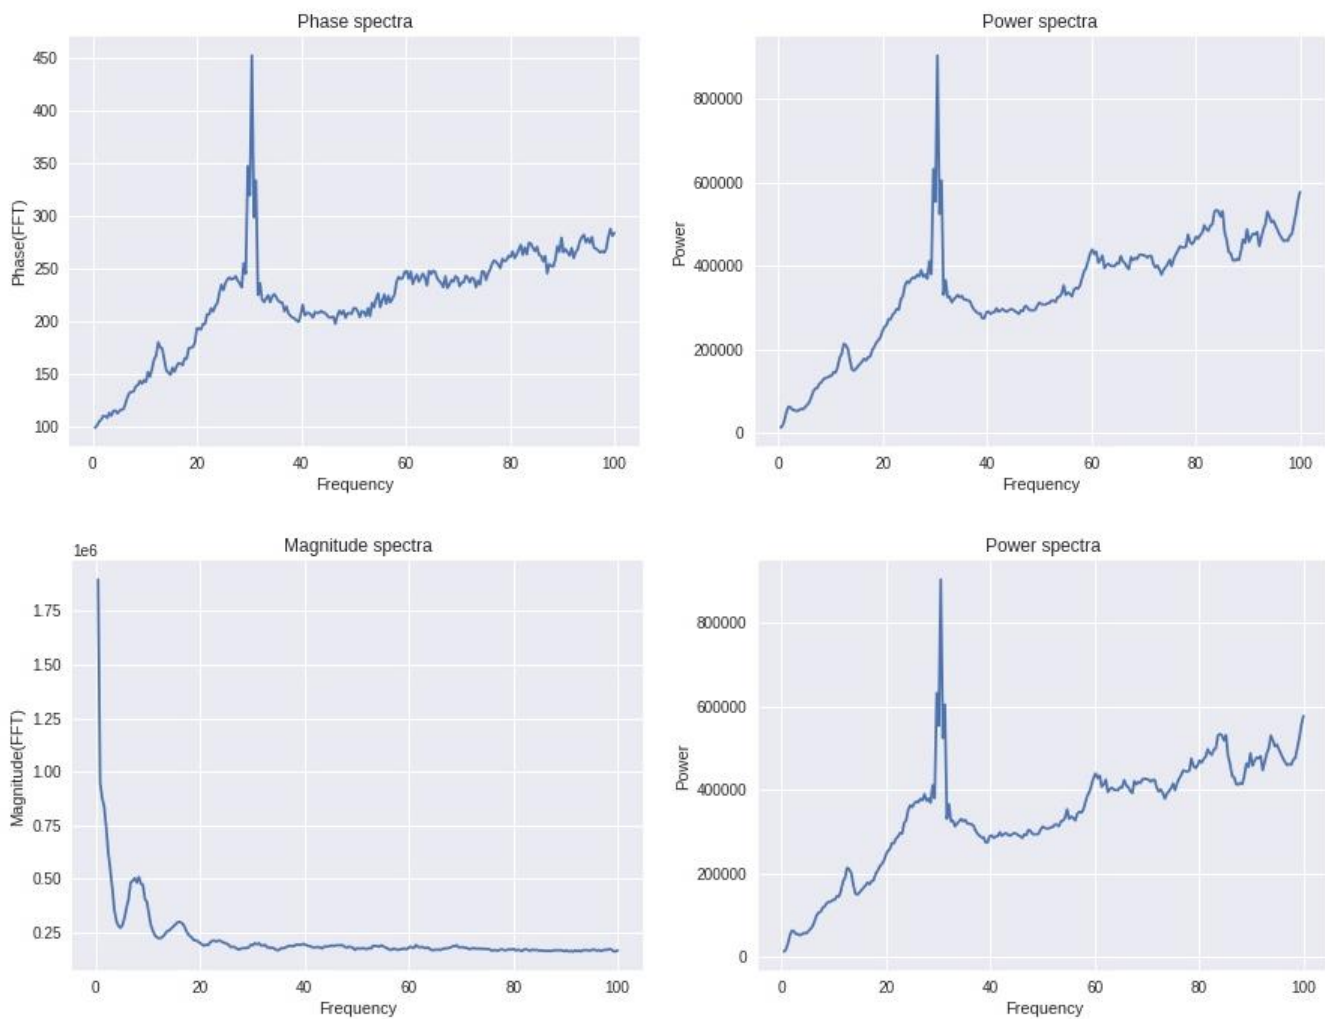 Phase spectra
450
400
350
300
250
200
150
100
Phase(FFT)
0 20 40 60 80 100
Frequency
Power spectra
800000
600000
400000
200000
0
Power
0 20 40 60 80 100
Frequency
Magnitude spectra
1e6
1.75
1.50
1.25
1.00
0.75
0.50
0.25
Magnitude(FFT)
0 20 40 60 80 100
Frequency
Power spectra
800000
600000
400000
200000
0
Power
0 20 40 60 80 100
Frequency